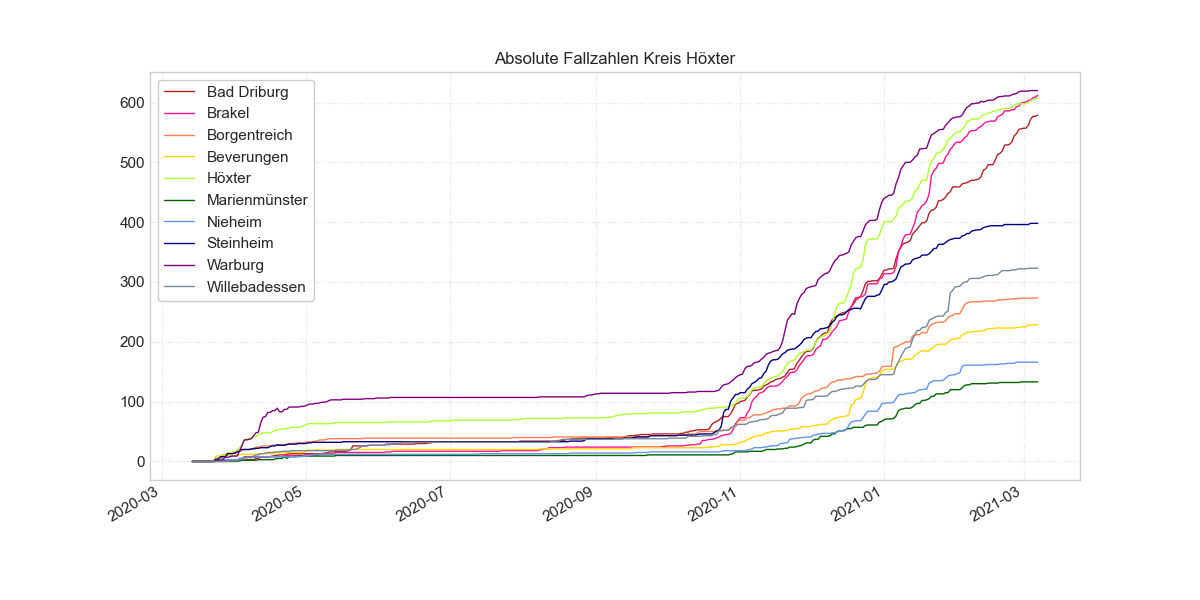 Absolute Fallzahlen Kreis Höxter
Bad Driburg
Brakel
Borgentreich
Beverungen
Höxter
Marienmünster
Nieheim
Steinheim
Warburg
Willebadessen
600
500
400
300
200
100
0
2020-03
2020-05
2020-07
2020-09
2020-11
2021-01
2021-03